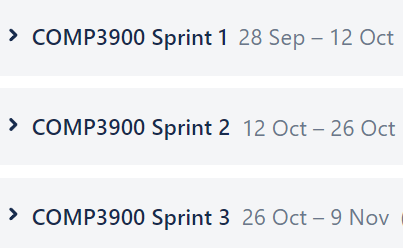 COMP3900 Sprint 1 28 Sep – 12 Oct
COMP3900 Sprint 2 12 Oct – 26 Oct
COMP3900 Sprint 3 26 Oct – 9 Nov (